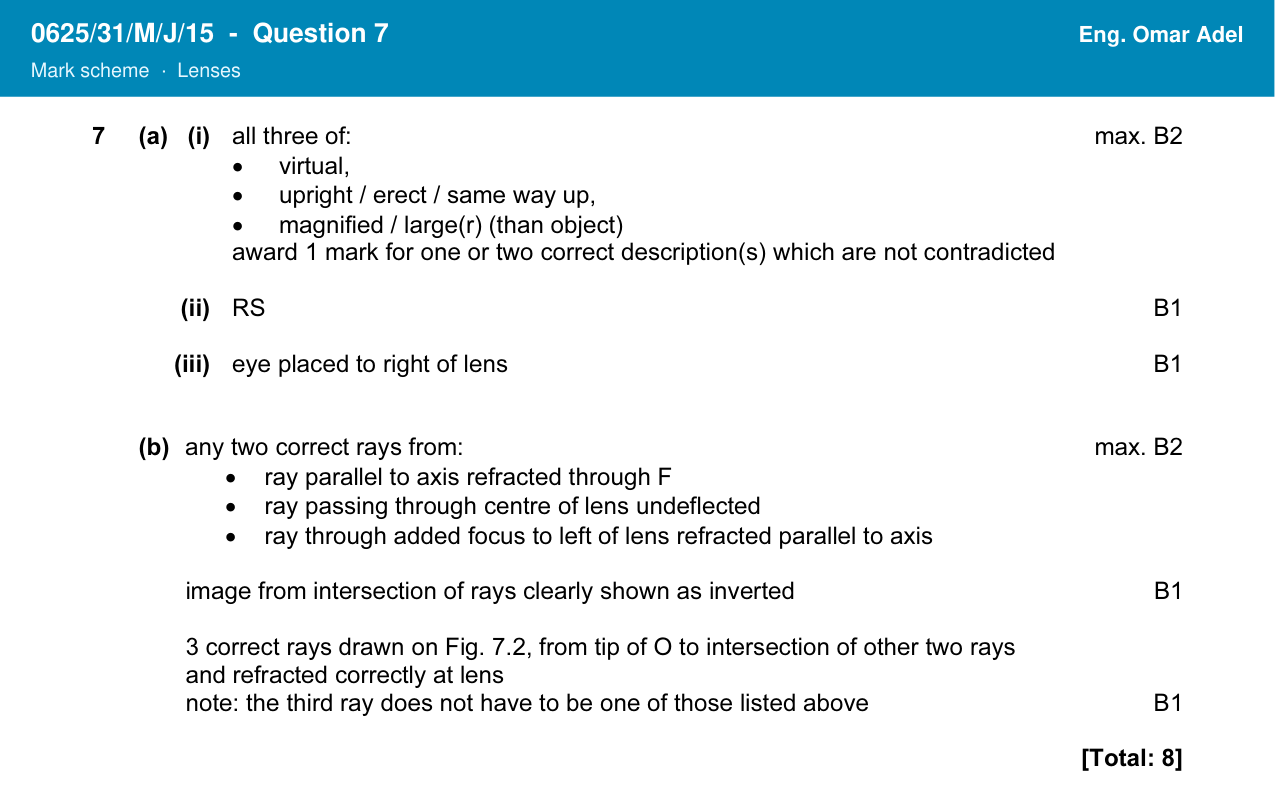 0625/31/M/J/15 - Question 7
Eng. Omar Adel
Mark scheme · Lenses
7 (a) (i) all three of: max. B2
• virtual,
• upright / erect / same way up,
• magnified / large(r) (than object)
award 1 mark for one or two correct description(s) which are not contradicted
(ii) RS B1
(iii) eye placed to right of lens B1
(b) any two correct rays from: max. B2
• ray parallel to axis refracted through F
• ray passing through centre of lens undeflected
• ray through added focus to left of lens refracted parallel to axis
image from intersection of rays clearly shown as inverted B1
3 correct rays drawn on Fig. 7.2, from tip of O to intersection of other two rays
and refracted correctly at lens
note: the third ray does not have to be one of those listed above B1
[Total: 8]